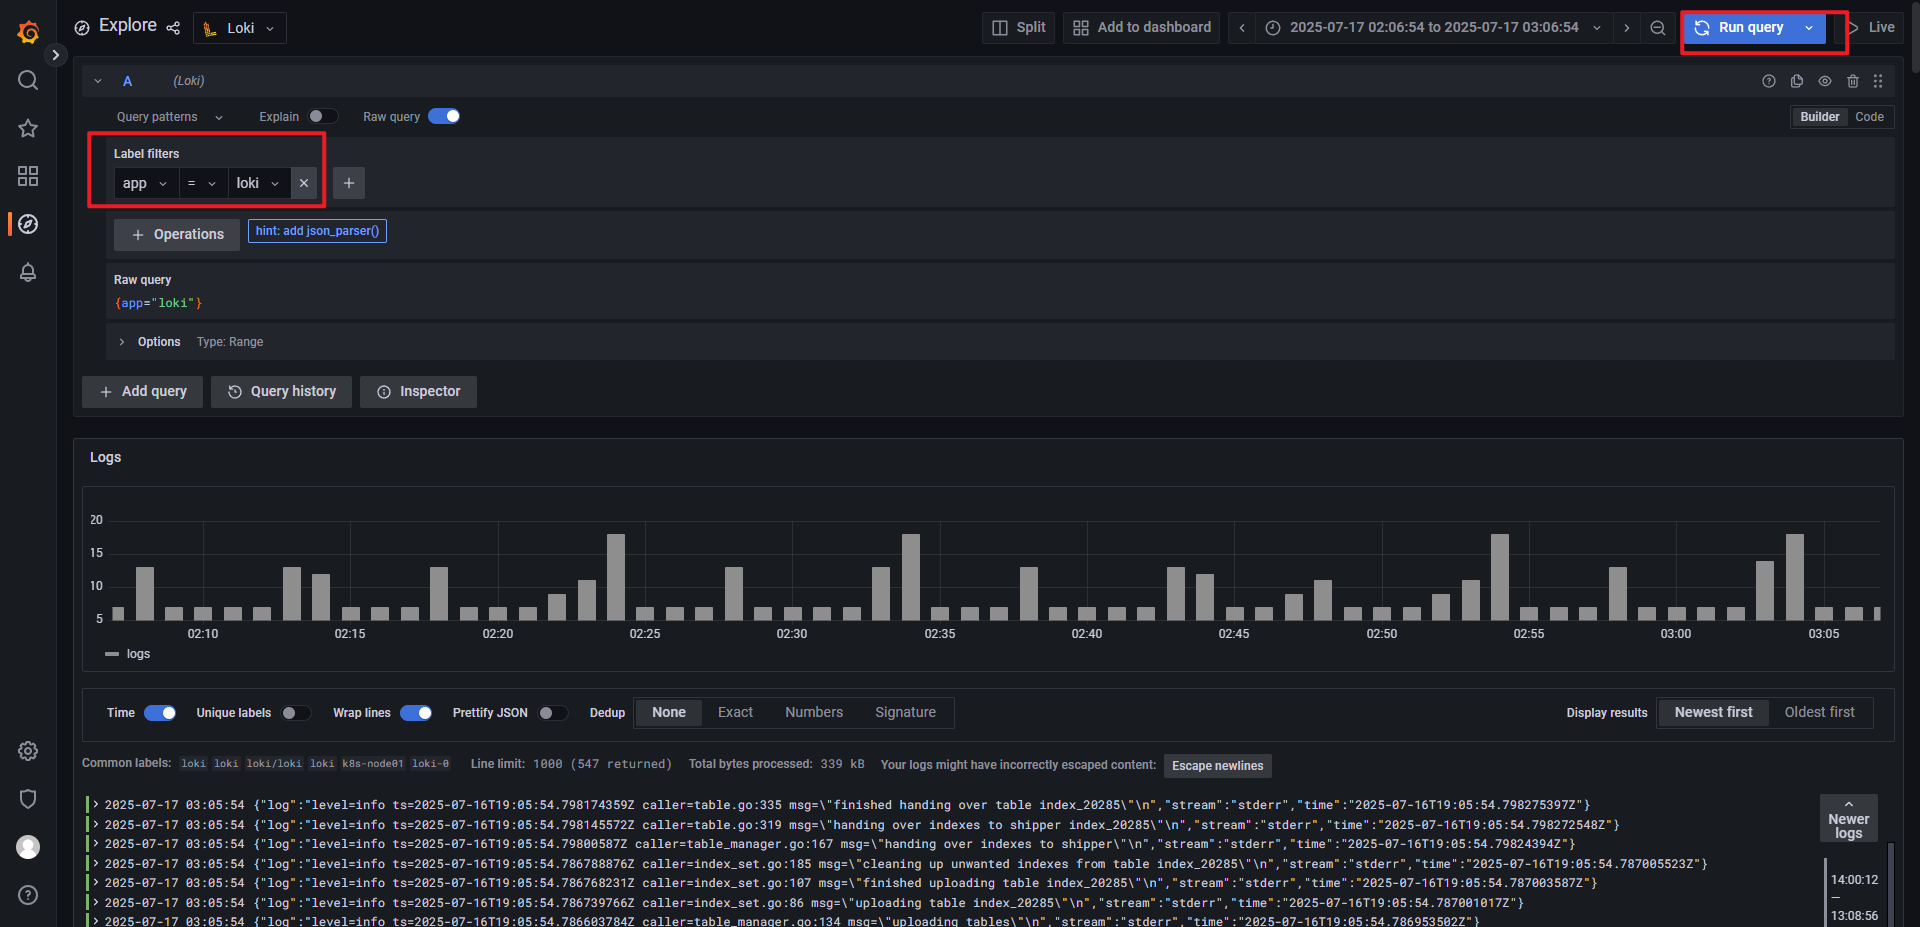 Explore Loki Split Add to dashboard 2025-07-17 02:06:54 to 2025-07-17 03:06:54 Run query Live
A (Loki)
Query patterns Explain Raw query Builder Code
Label filters
app = loki
Operations hint: add json_parser()
Raw query
{app="loki"}
Options Type: Range
Add query Query history Inspector
Logs
20
15
10
5
02:10 02:15 02:20 02:25 02:30 02:35 02:40 02:45 02:50 02:55 03:00 03:05
logs
Time Unique labels Wrap lines Prettify JSON Dedup None Exact Numbers Signature Display results Newest first Oldest first
Common labels: loki loki loki/loki loki k8s-node01 loki-0 Line limit: 1000 (547 returned) Total bytes processed: 339 kB Your logs might have incorrectly escaped content: Escape newlines
2025-07-17 03:05:54 {"log":"level=info ts=2025-07-16T19:05:54.798174359Z caller=table.go:335 msg=\"finished handing over table index_20285\"\n","stream":"stderr","time":"2025-07-16T19:05:54.798275397Z"}
2025-07-17 03:05:54 {"log":"level=info ts=2025-07-16T19:05:54.798145572Z caller=table.go:319 msg=\"handing over indexes to shipper index_20285\"\n","stream":"stderr","time":"2025-07-16T19:05:54.798272548Z"}
2025-07-17 03:05:54 {"log":"level=info ts=2025-07-16T19:05:54.79800587Z caller=table_manager.go:167 msg=\"handing over indexes to shipper\"\n","stream":"stderr","time":"2025-07-16T19:05:54.79824394Z"}
2025-07-17 03:05:54 {"log":"level=info ts=2025-07-16T19:05:54.786788876Z caller=index_set.go:185 msg=\"cleaning up unwanted indexes from table index_20285\"\n","stream":"stderr","time":"2025-07-16T19:05:54.787005523Z"}
2025-07-17 03:05:54 {"log":"level=info ts=2025-07-16T19:05:54.786768231Z caller=index_set.go:107 msg=\"finished uploading table index_20285\"\n","stream":"stderr","time":"2025-07-16T19:05:54.787003587Z"}
2025-07-17 03:05:54 {"log":"level=info ts=2025-07-16T19:05:54.786739766Z caller=index_set.go:86 msg=\"uploading table index_20285\"\n","stream":"stderr","time":"2025-07-16T19:05:54.787001017Z"}
2025-07-17 03:05:54 {"log":"level=info ts=2025-07-16T19:05:54.786603784Z caller=table_manager.go:134 msg=\"uploading tables\"\n","stream":"stderr","time":"2025-07-16T19:05:54.786953502Z"}
Newer
logs
14:00:12
—
13:08:56